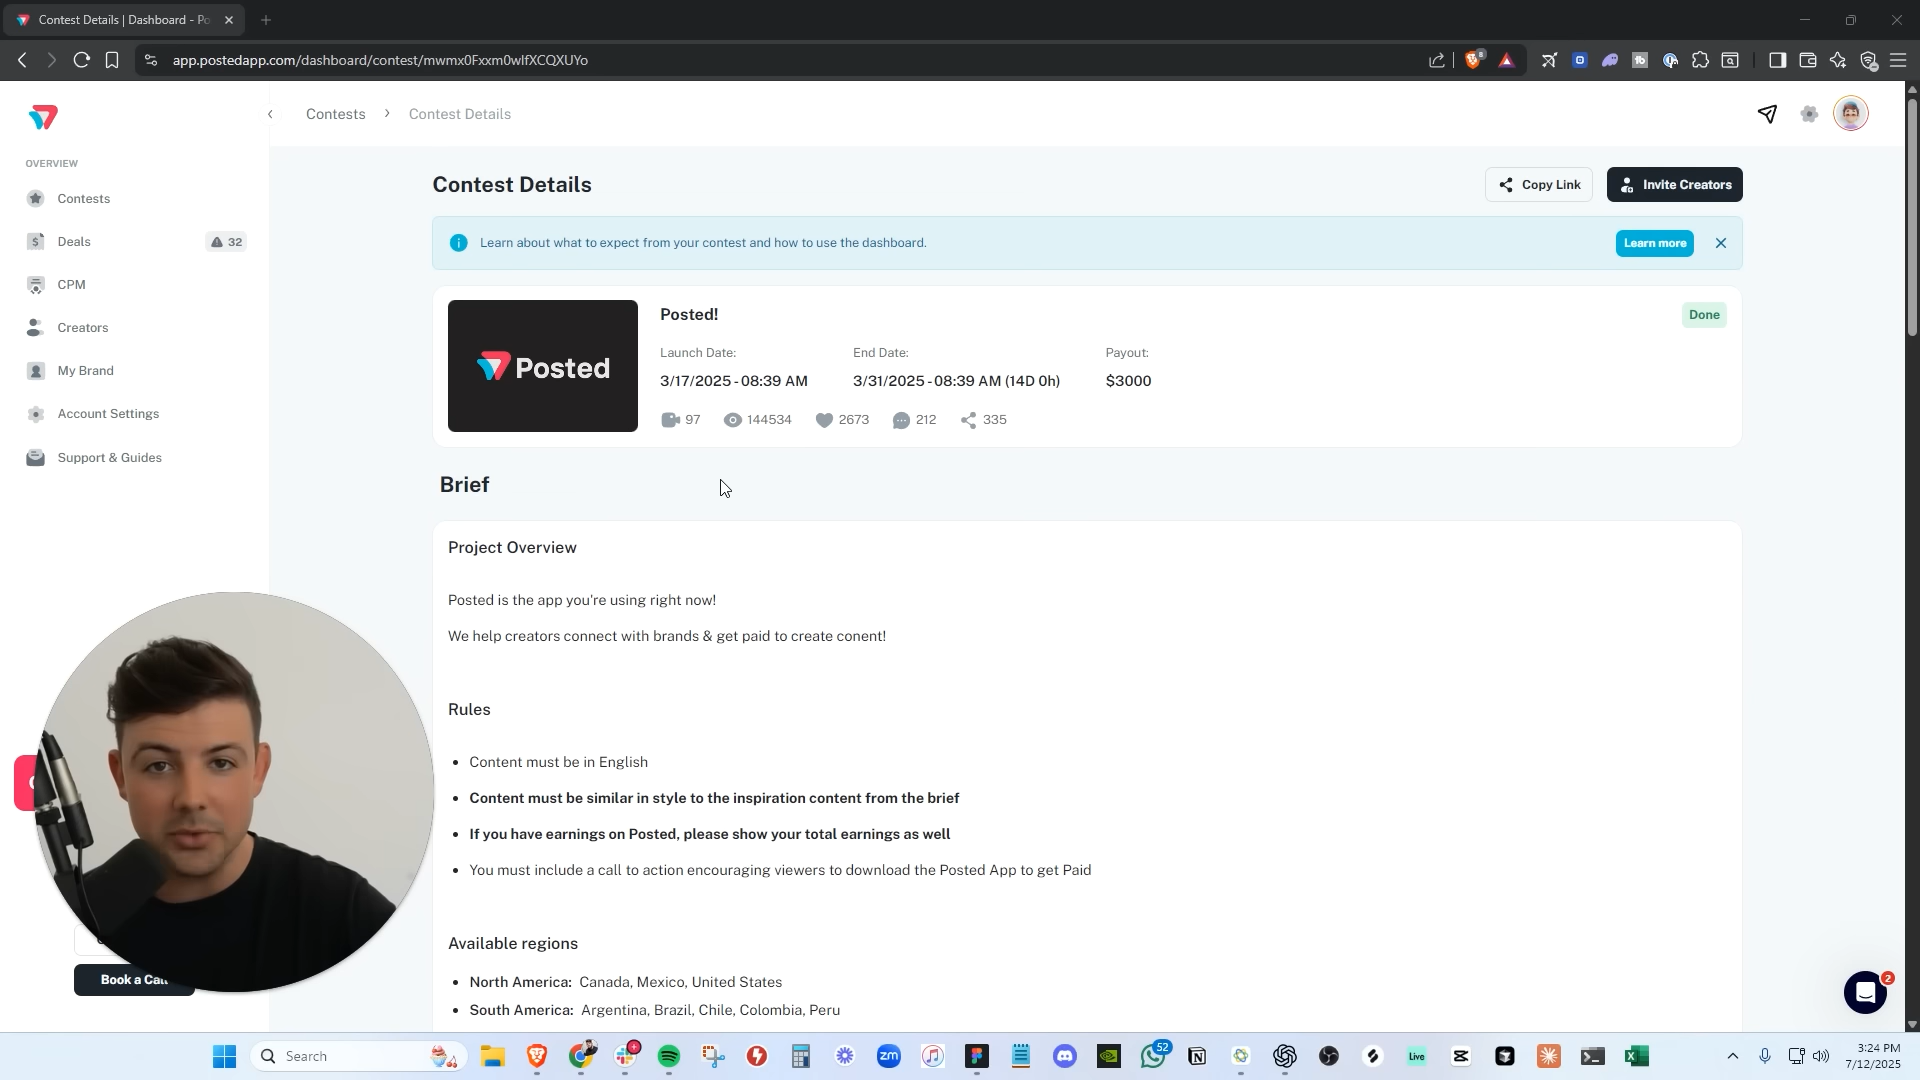 Contest Details | Dashboard - Po
app.postedapp.com/dashboard/contest/mwmx0Fxxm0wlfXCQXUYo
Contests
Contest Details
OVERVIEW
Contests
Deals
32
CPM
Creators
My Brand
Account Settings
Support & Guides
Book a Call
Contest Details
Copy Link
Invite Creators
Learn about what to expect from your contest and how to use the dashboard.
Learn more
Posted
Posted!
Done
Launch Date:
End Date:
Payout:
3/17/2025 - 08:39 AM
3/31/2025 - 08:39 AM (14D 0h)
$3000
97
144534
2673
212
335
Brief
Project Overview
Posted is the app you're using right now!
We help creators connect with brands & get paid to create conent!
Rules
• Content must be in English
• Content must be similar in style to the inspiration content from the brief
• If you have earnings on Posted, please show your total earnings as well
• You must include a call to action encouraging viewers to download the Posted App to get Paid
Available regions
• North America: Canada, Mexico, United States
• South America: Argentina, Brazil, Chile, Colombia, Peru
2
Search
zm
52
Live
3:24 PM
7/12/2025